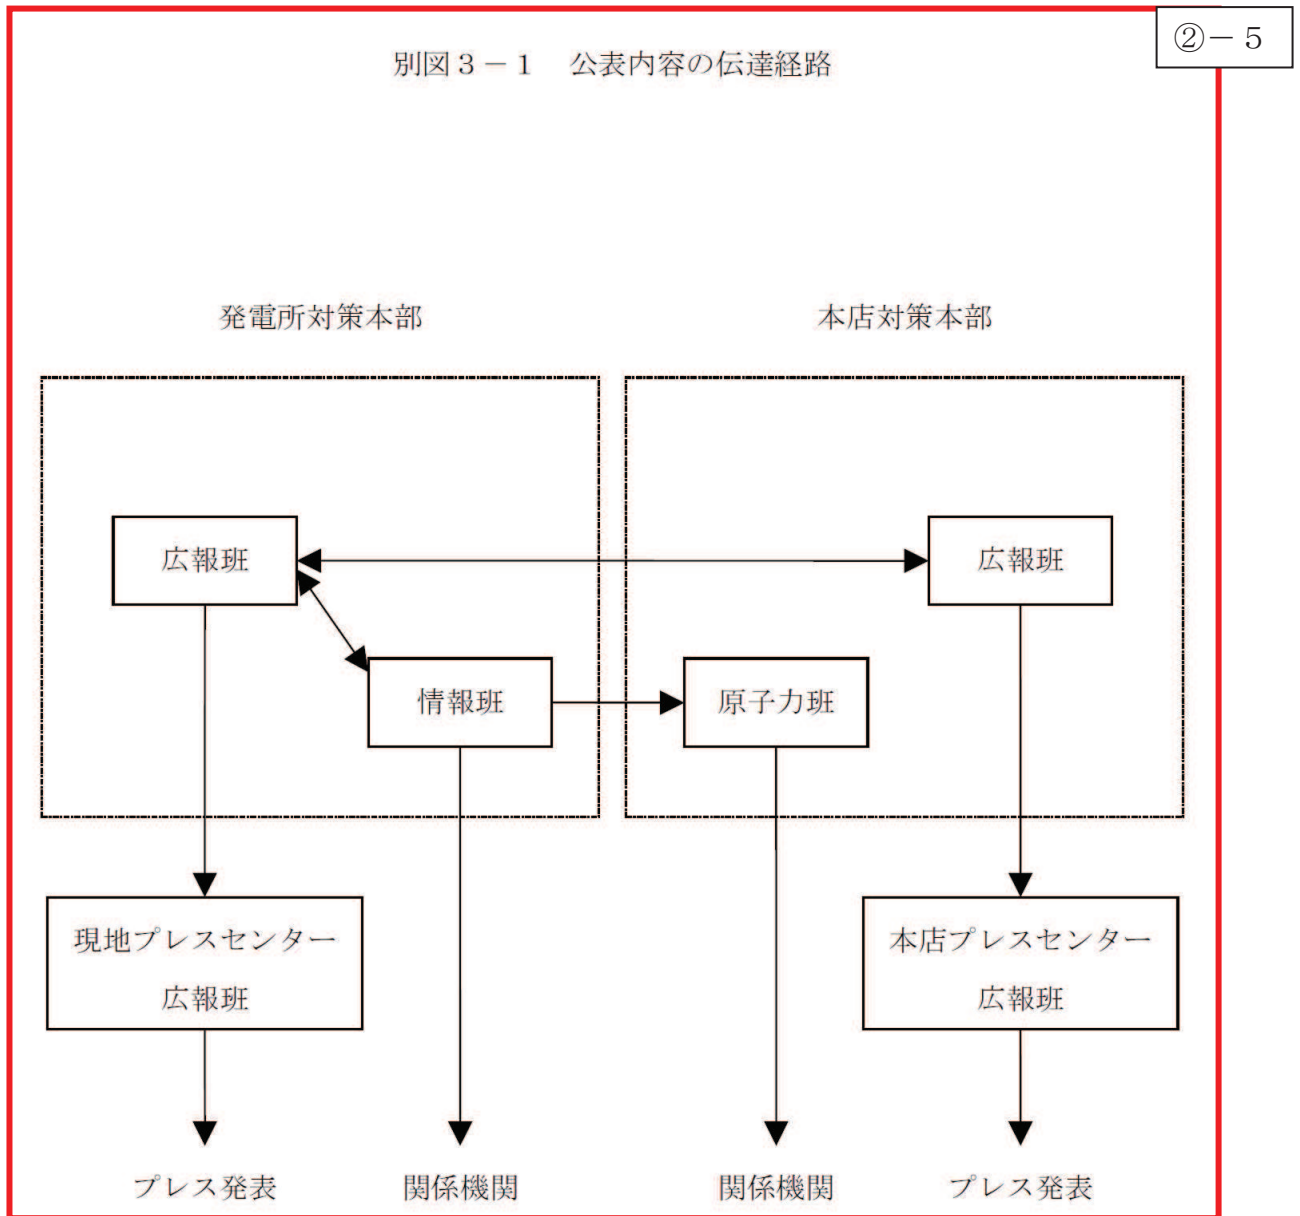 ②－５
別図３－１　公表内容の伝達経路
発電所対策本部
本店対策本部
広報班
広報班
情報班
原子力班
現地プレスセンター
広報班
本店プレスセンター
広報班
プレス発表
関係機関
関係機関
プレス発表